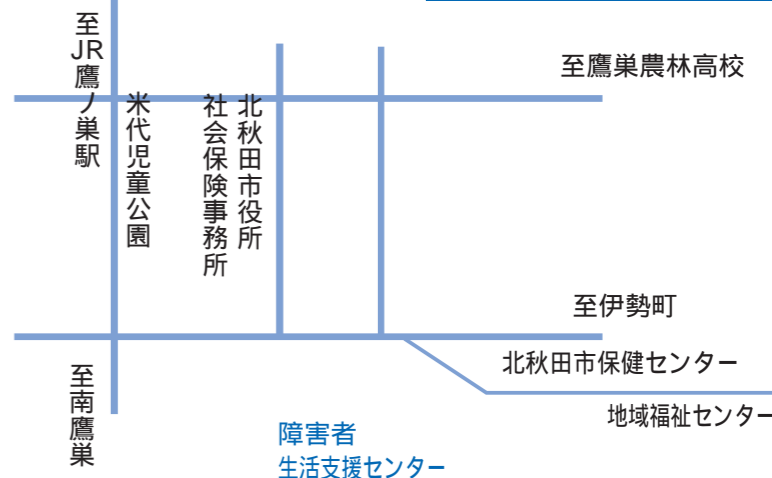 至JR鷹ノ巣駅
米代児童公園
社会保険事務所
北秋田市役所
至鷹巣農林高校
至伊勢町
北秋田市保健センター
地域福祉センター
至南鷹巣
障害者
生活支援センター